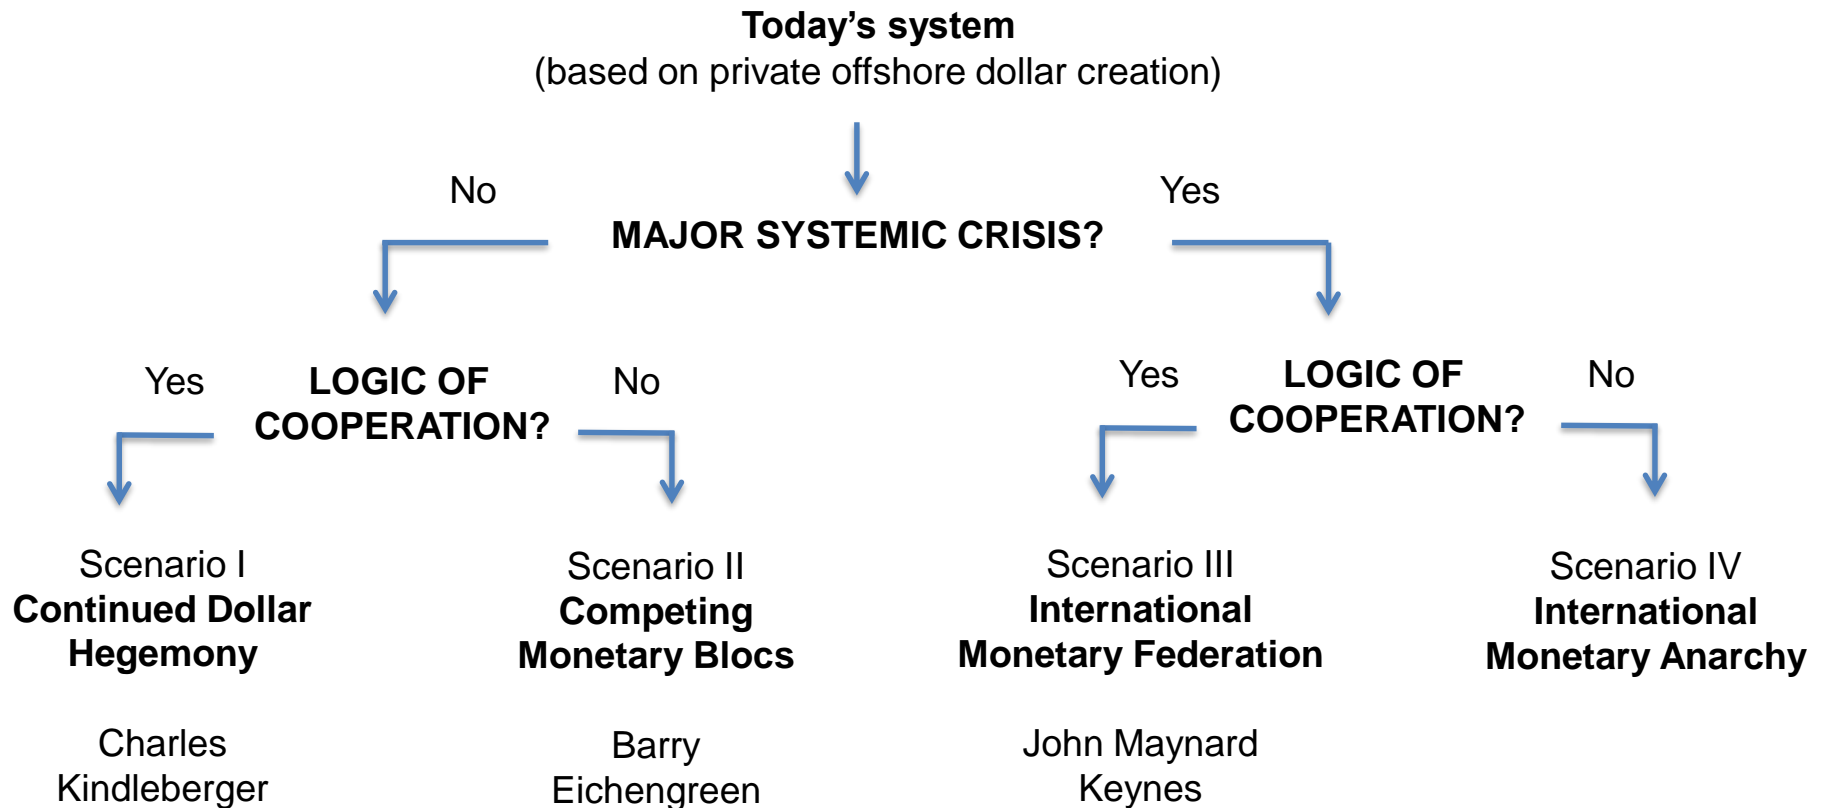 Today’s system
(based on private offshore dollar creation)
No
Yes
MAJOR SYSTEMIC CRISIS?
Yes
LOGIC OF
COOPERATION?
No
Yes
LOGIC OF
COOPERATION?
No
Scenario I
Continued Dollar
Hegemony
Scenario II
Competing
Monetary Blocs
Scenario III
International
Monetary Federation
Scenario IV
International
Monetary Anarchy
Charles
Kindleberger
Barry
Eichengreen
John Maynard
Keynes